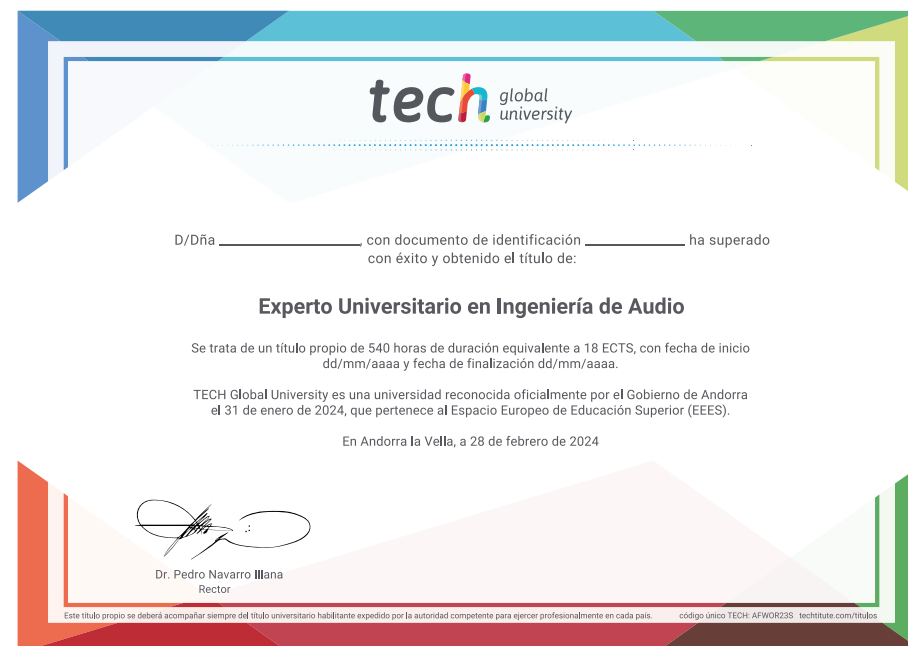 tech global university
D/Dña ____________________, con documento de identificación ______________ ha superado
con éxito y obtenido el título de:
Experto Universitario en Ingeniería de Audio
Se trata de un título propio de 540 horas de duración equivalente a 18 ECTS, con fecha de inicio
dd/mm/aaaa y fecha de finalización dd/mm/aaaa.
TECH Global University es una universidad reconocida oficialmente por el Gobierno de Andorra
el 31 de enero de 2024, que pertenece al Espacio Europeo de Educación Superior (EEES).
En Andorra la Vella, a 28 de febrero de 2024
Dr. Pedro Navarro Illana
Rector
Este título propio se deberá acompañar siempre del título universitario habilitante expedido por la autoridad competente para ejercer profesionalmente en cada país. código único TECH: AFWOR23S techtitute.com/titulos